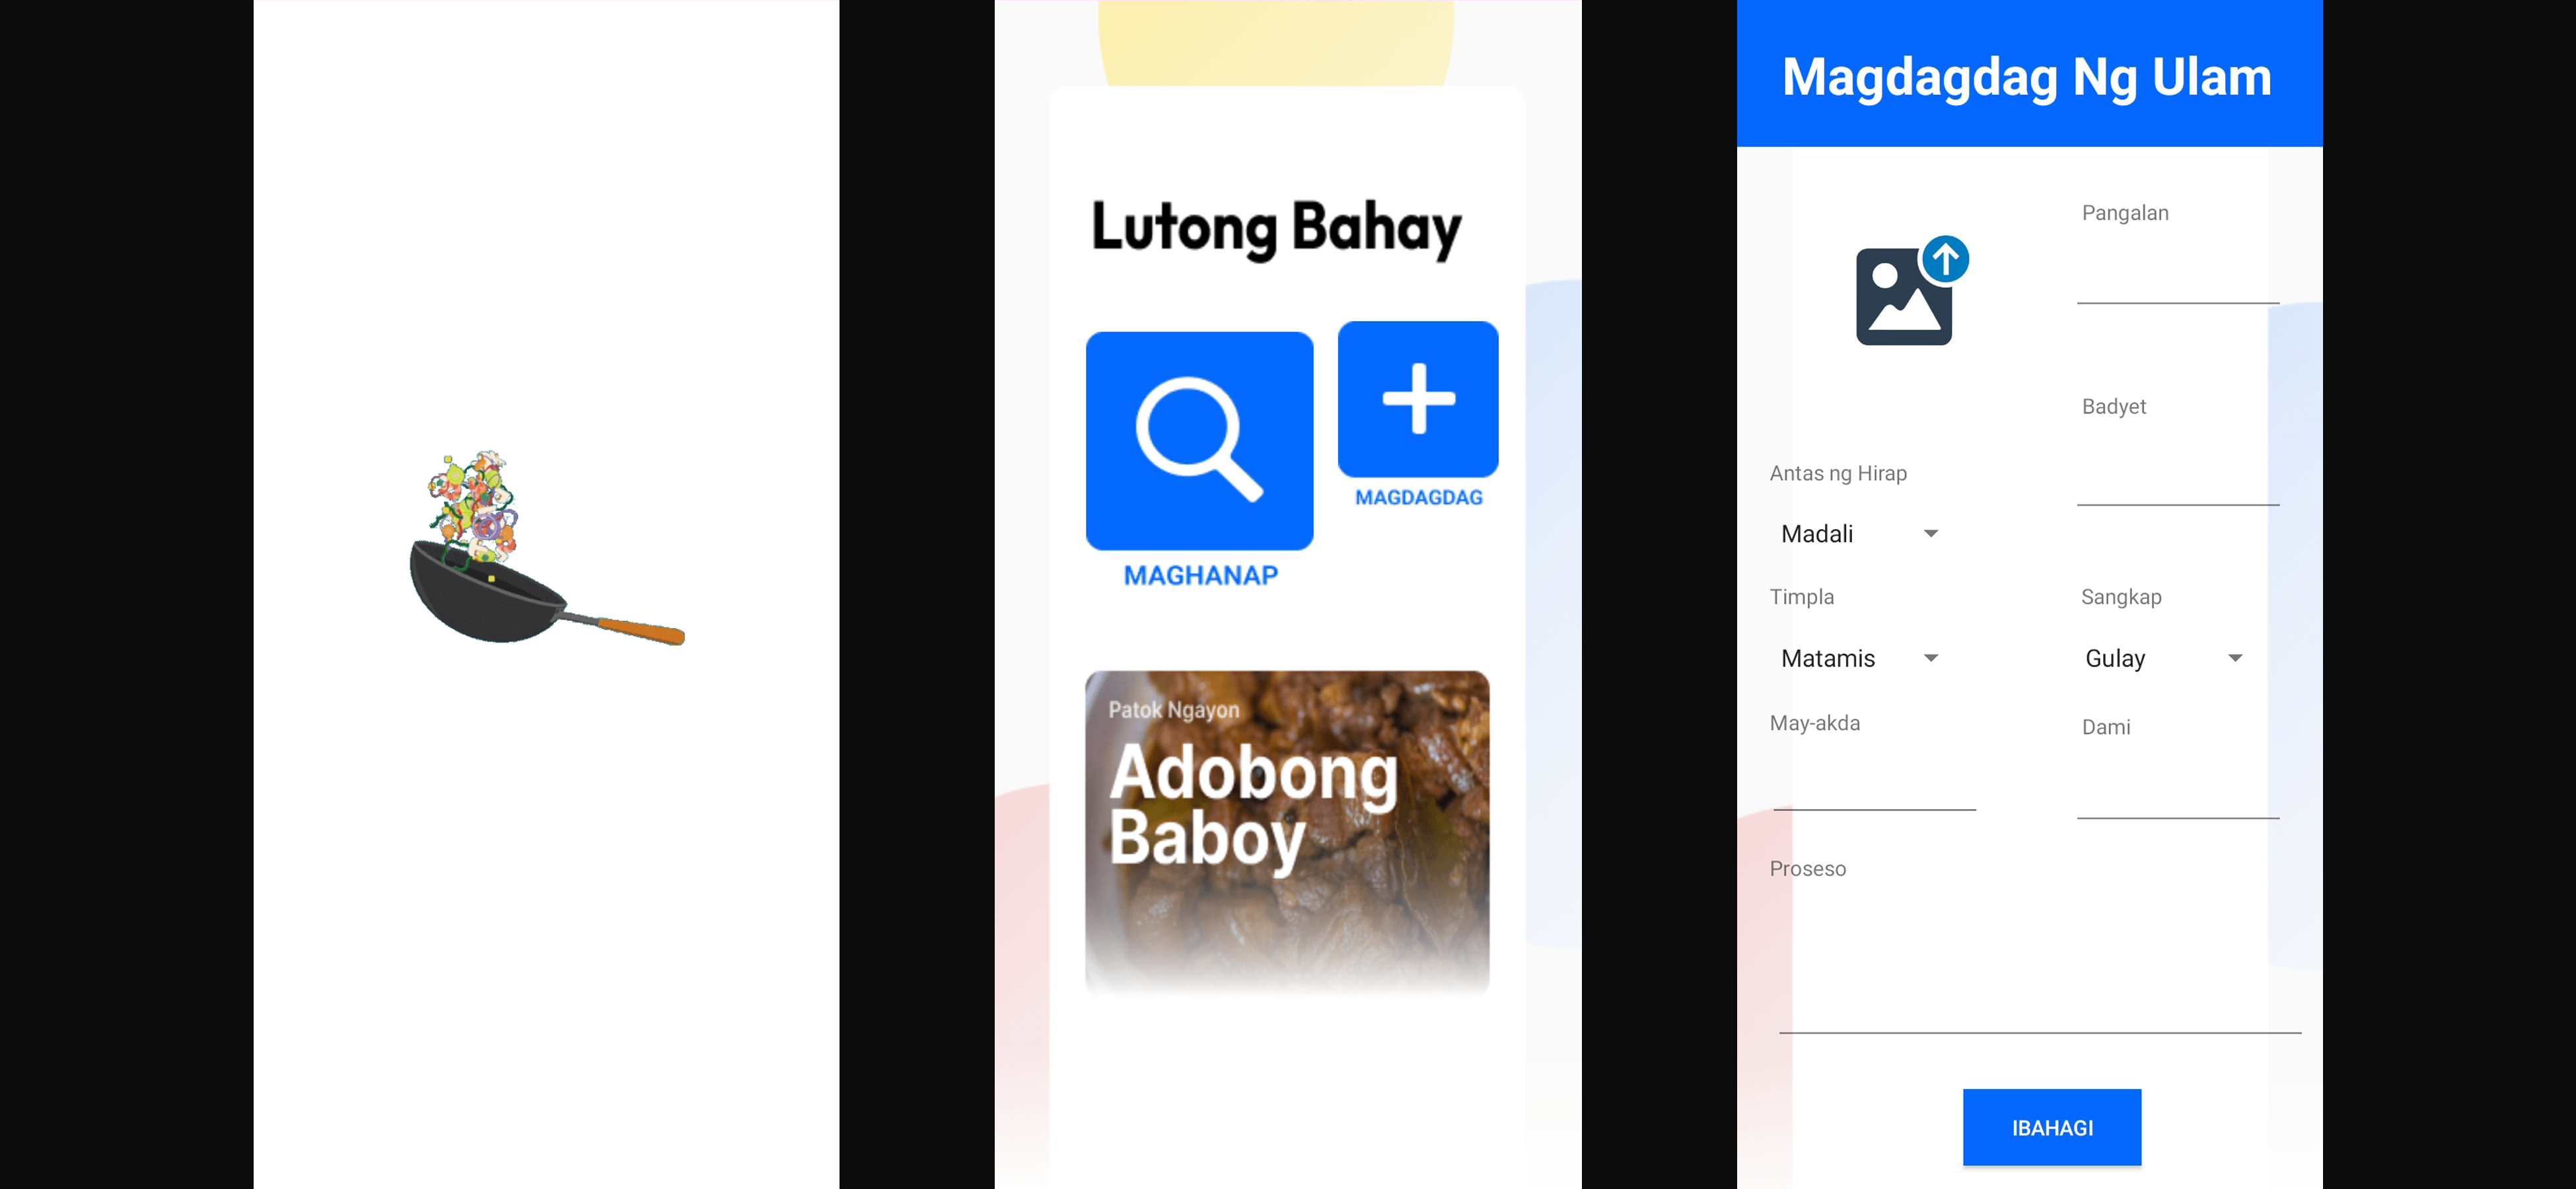 Lutong Bahay
MAGHANAP
MAGDAGDAG
Patok Ngayon
Adobong
Baboy
Magdagdag Ng Ulam
Pangalan
Badyet
Antas ng Hirap
Madali
Timpla
Sangkap
Matamis
Gulay
May-akda
Dami
Proseso
IBAHAGI